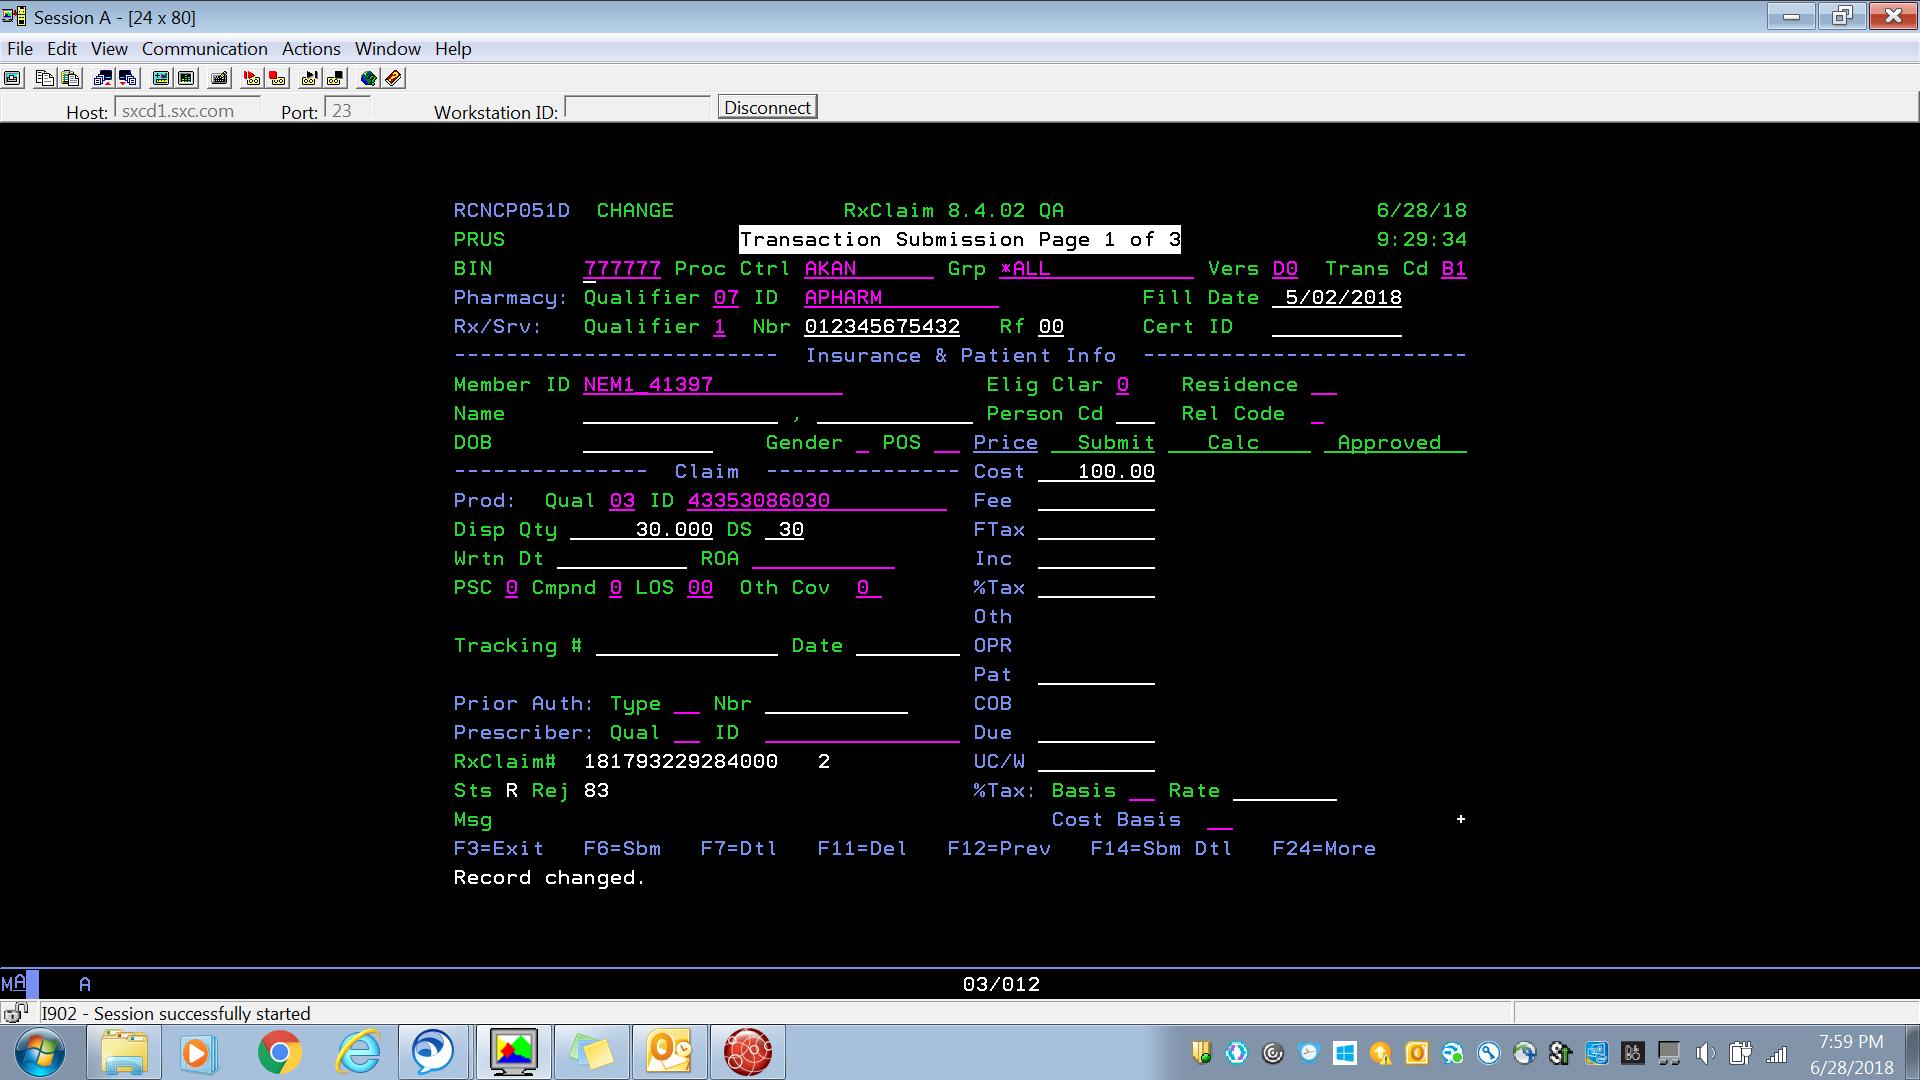 Session A - [24 x 80]
File Edit View Communication Actions Window Help
Host: sxcd1.sxc.com Port: 23 Workstation ID: Disconnect
RCNCP051D CHANGE RxClaim 8.4.02 QA 6/28/18
PRUS Transaction Submission Page 1 of 3 9:29:34
BIN 777777 Proc Ctrl AKAN Grp *ALL Vers D0 Trans Cd B1
Pharmacy: Qualifier 07 ID APHARM Fill Date 5/02/2018
Rx/Srv: Qualifier 1 Nbr 012345675432 Rf 00 Cert ID
------------------------- Insurance & Patient Info -------------------------
Member ID NEM1_41397 Elig Clar 0 Residence
Name , Person Cd Rel Code
DOB Gender POS Price Submit Calc Approved
--------------- Claim --------------- Cost 100.00
Prod: Qual 03 ID 43353086030 Fee
Disp Qty 30.000 DS 30 FTax
Wrtn Dt ROA Inc
PSC 0 Cmpnd 0 LOS 00 Oth Cov 0 %Tax
Oth
Tracking # Date OPR
Pat
Prior Auth: Type Nbr COB
Prescriber: Qual ID Due
RxClaim# 181793229284000 2 UC/W
Sts R Rej 83 %Tax: Basis Rate
Msg Cost Basis +
F3=Exit F6=Sbm F7=Dtl F11=Del F12=Prev F14=Sbm Dtl F24=More
Record changed.
MA A 03/012
I902 - Session successfully started
7:59 PM
6/28/2018